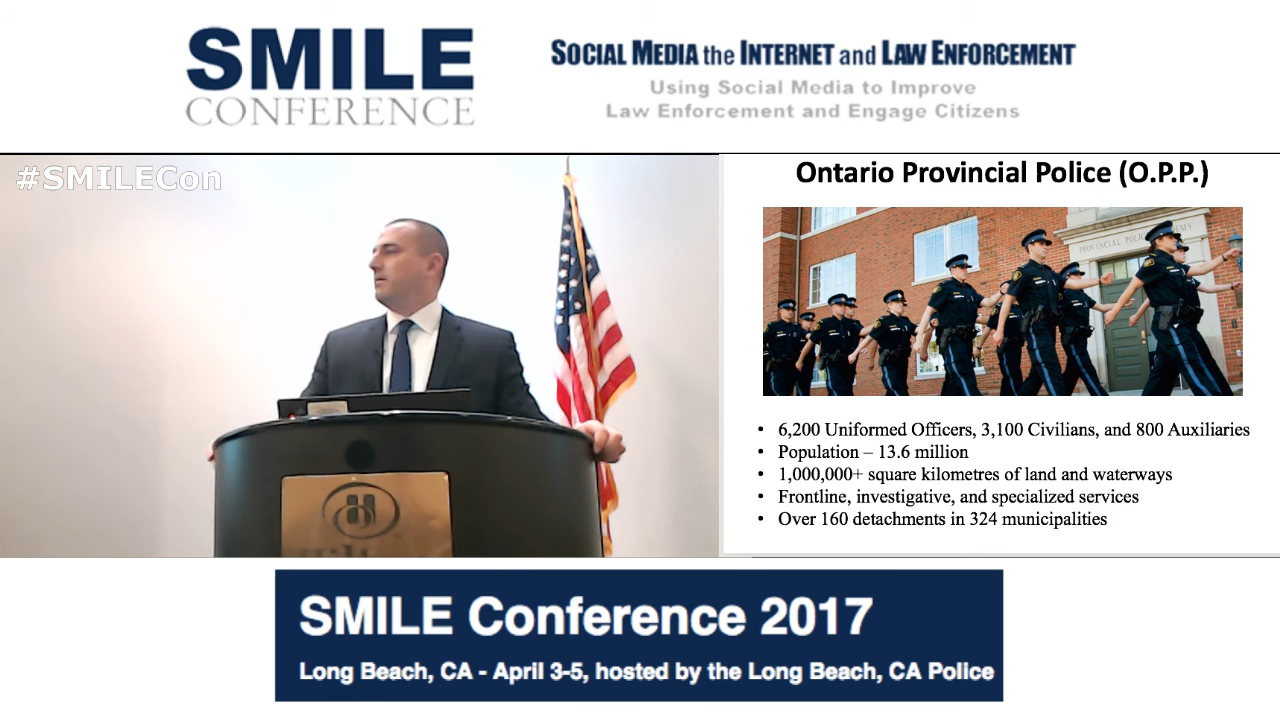 SMILE
CONFERENCE
SOCIAL MEDIA the INTERNET and LAW ENFORCEMENT
Using Social Media to Improve
Law Enforcement and Engage Citizens
#SMILECon
Ontario Provincial Police (O.P.P.)
• 6,200 Uniformed Officers, 3,100 Civilians, and 800 Auxiliaries
• Population – 13.6 million
• 1,000,000+ square kilometres of land and waterways
• Frontline, investigative, and specialized services
• Over 160 detachments in 324 municipalities
SMILE Conference 2017
Long Beach, CA - April 3-5, hosted by the Long Beach, CA Police